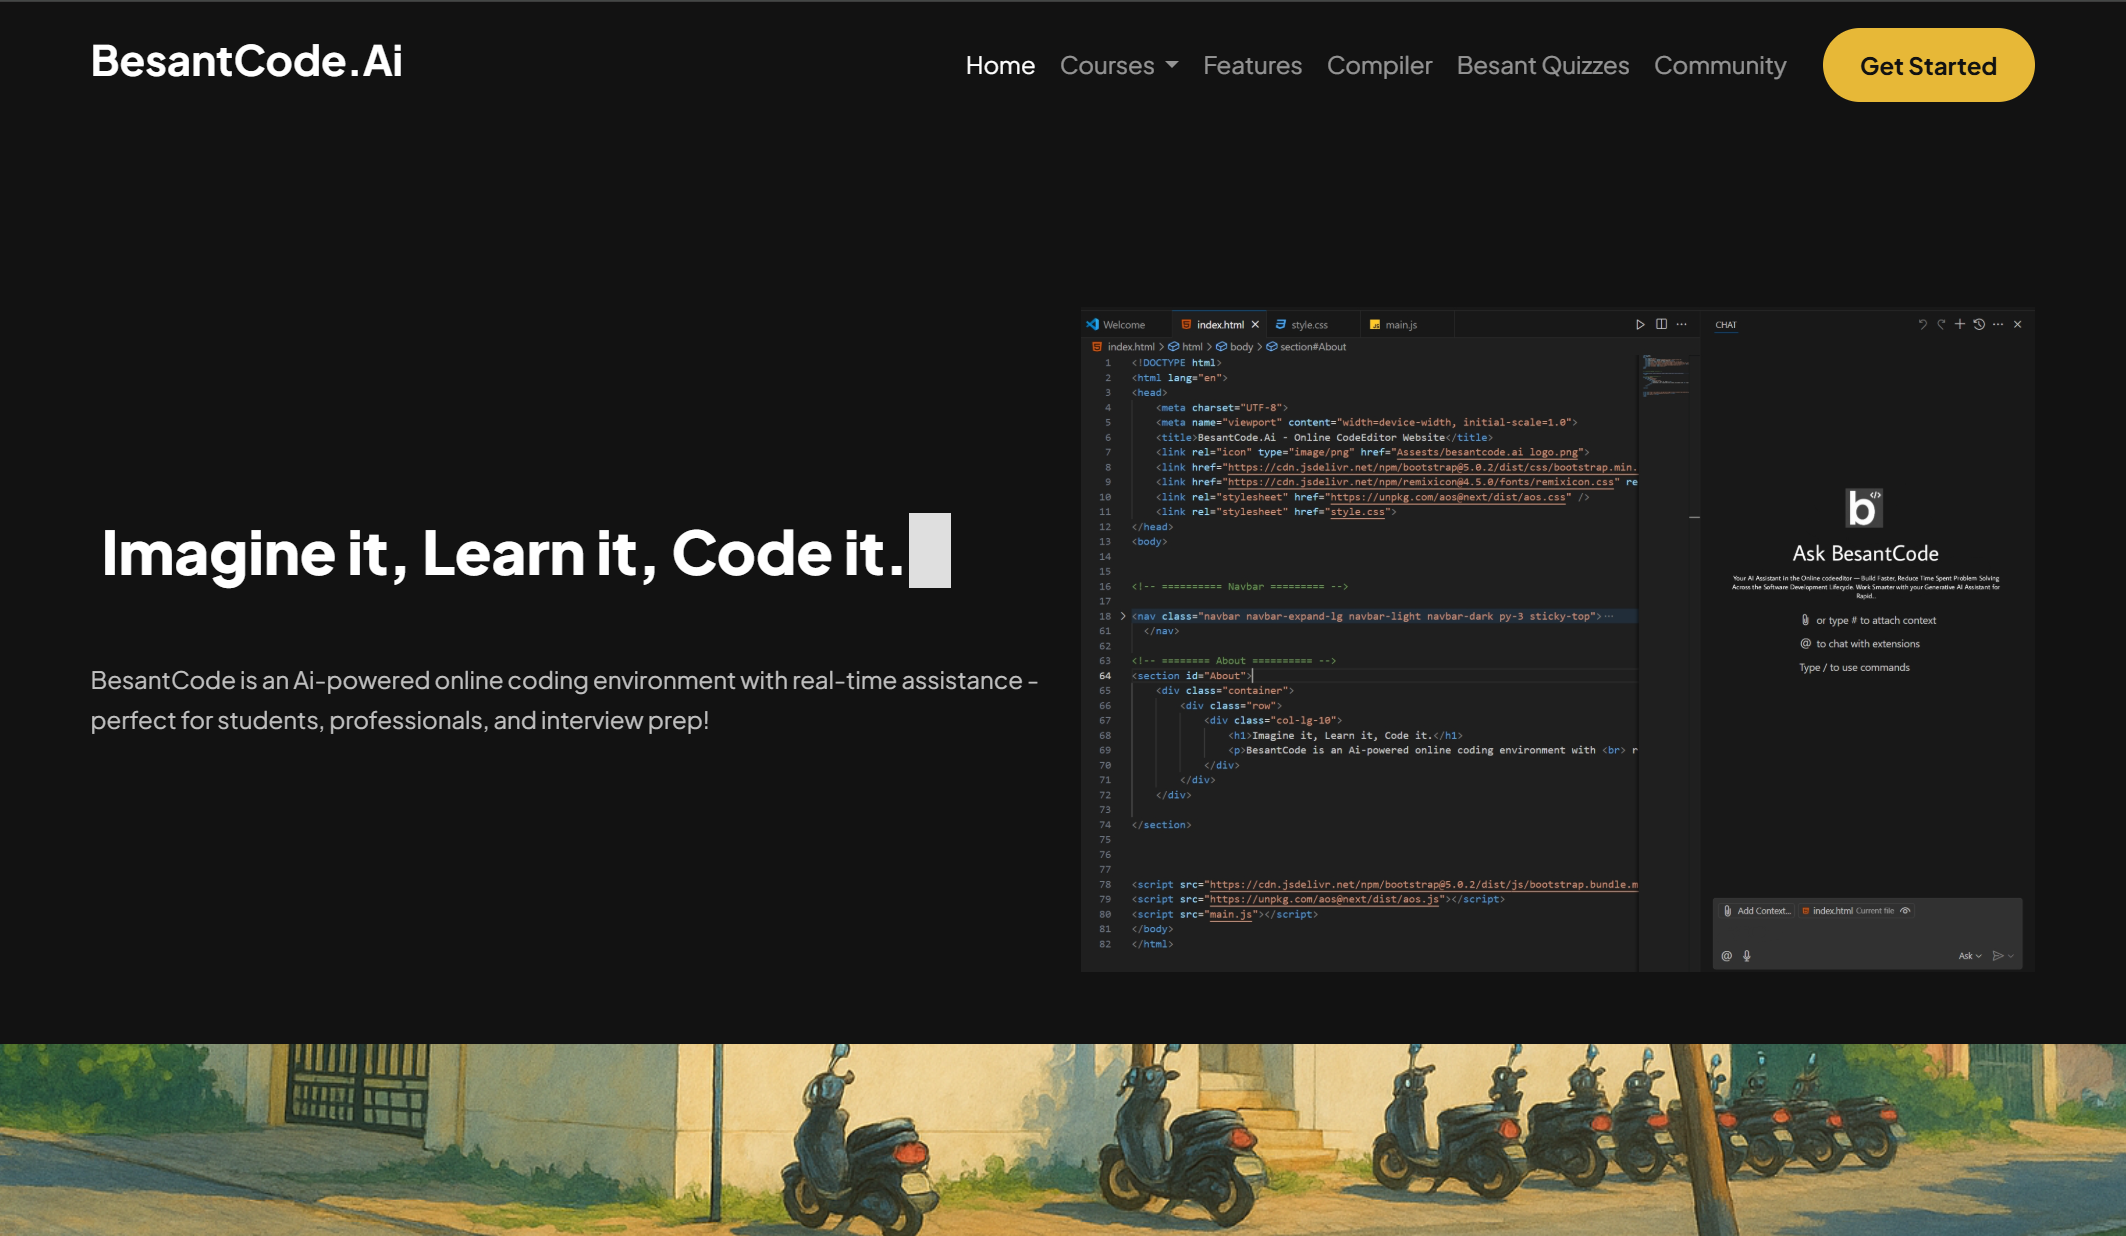 BesantCode.Ai
Home Courses Features Compiler Besant Quizzes Community Get Started
Imagine it, Learn it, Code it.
BesantCode is an Ai-powered online coding environment with real-time assistance -
perfect for students, professionals, and interview prep!
Welcome index.html style.css main.js
index.html > html > body > section#About
1 <!DOCTYPE html>
2 <html lang="en">
3 <head>
4 <meta charset="UTF-8">
5 <meta name="viewport" content="width=device-width, initial-scale=1.0">
6 <title>BesantCode.Ai - Online CodeEditor Website</title>
7 <link rel="icon" type="image/png" href="Assests/besantcode.ai logo.png">
8 <link href="https://cdn.jsdelivr.net/npm/bootstrap@5.0.2/dist/css/bootstrap.min.
9 <link href="https://cdn.jsdelivr.net/npm/remixicon@4.5.0/fonts/remixicon.css" re
10 <link rel="stylesheet" href="https://unpkg.com/aos@next/dist/aos.css" />
11 <link rel="stylesheet" href="style.css">
12 </head>
13 <body>
14
15
16 <!-- ========== Navbar ========= -->
17
18 <nav class="navbar navbar-expand-lg navbar-light navbar-dark py-3 sticky-top">...
61 </nav>
62
63 <!-- ======== About ========== -->
64 <section id="About">
65 <div class="container">
66 <div class="row">
67 <div class="col-lg-10">
68 <h1>Imagine it, Learn it, Code it.</h1>
69 <p>BesantCode is an Ai-powered online coding environment with <br> r
70 </div>
71 </div>
72 </div>
73
74 </section>
75
76
77
78 <script src="https://cdn.jsdelivr.net/npm/bootstrap@5.0.2/dist/js/bootstrap.bundle.m
79 <script src="https://unpkg.com/aos@next/dist/aos.js"></script>
80 <script src="main.js"></script>
81 </body>
82 </html>
CHAT
b </>
Ask BesantCode
Your AI Assistant in the Online codeeditor — Build Faster, Reduce Time Spent Problem Solving
Across the Software Development Lifecycle. Work Smarter with your Generative AI Assistant for
Rapid...
or type # to attach context
@ to chat with extensions
Type / to use commands
Add Context... index.html Current file
@ Ask